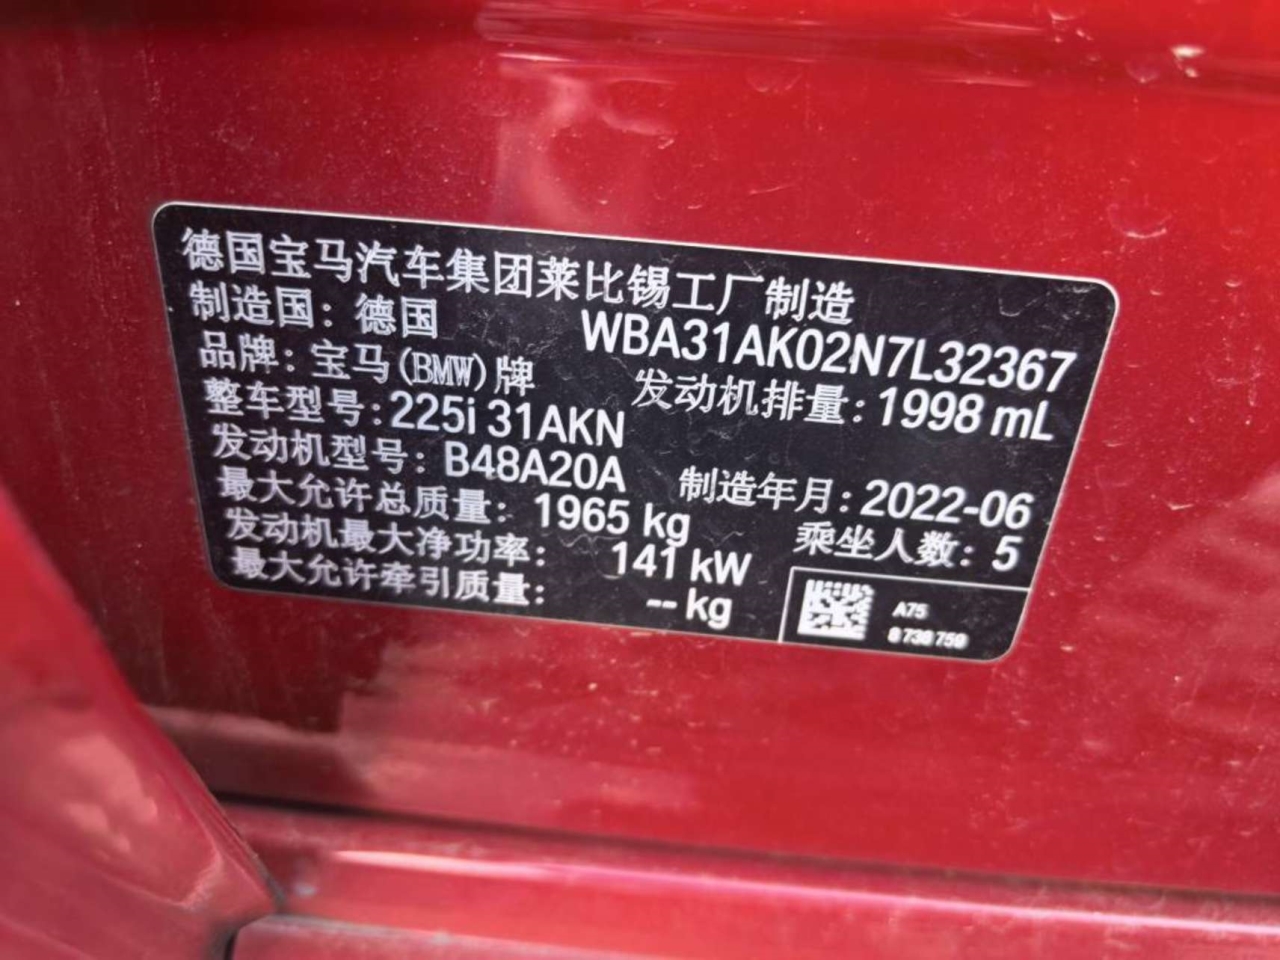 德国宝马汽车集团莱比锡工厂制造
制造国：德国 WBA31AK02N7L32367
品牌：宝马(BMW)牌 发动机排量：1998 mL
整车型号：225i 31AKN
发动机型号：B48A20A 制造年月：2022-06
最大允许总质量：1965 kg 乘坐人数：5
发动机最大净功率：141 kW
最大允许牵引质量：-- kg
A75
8738759